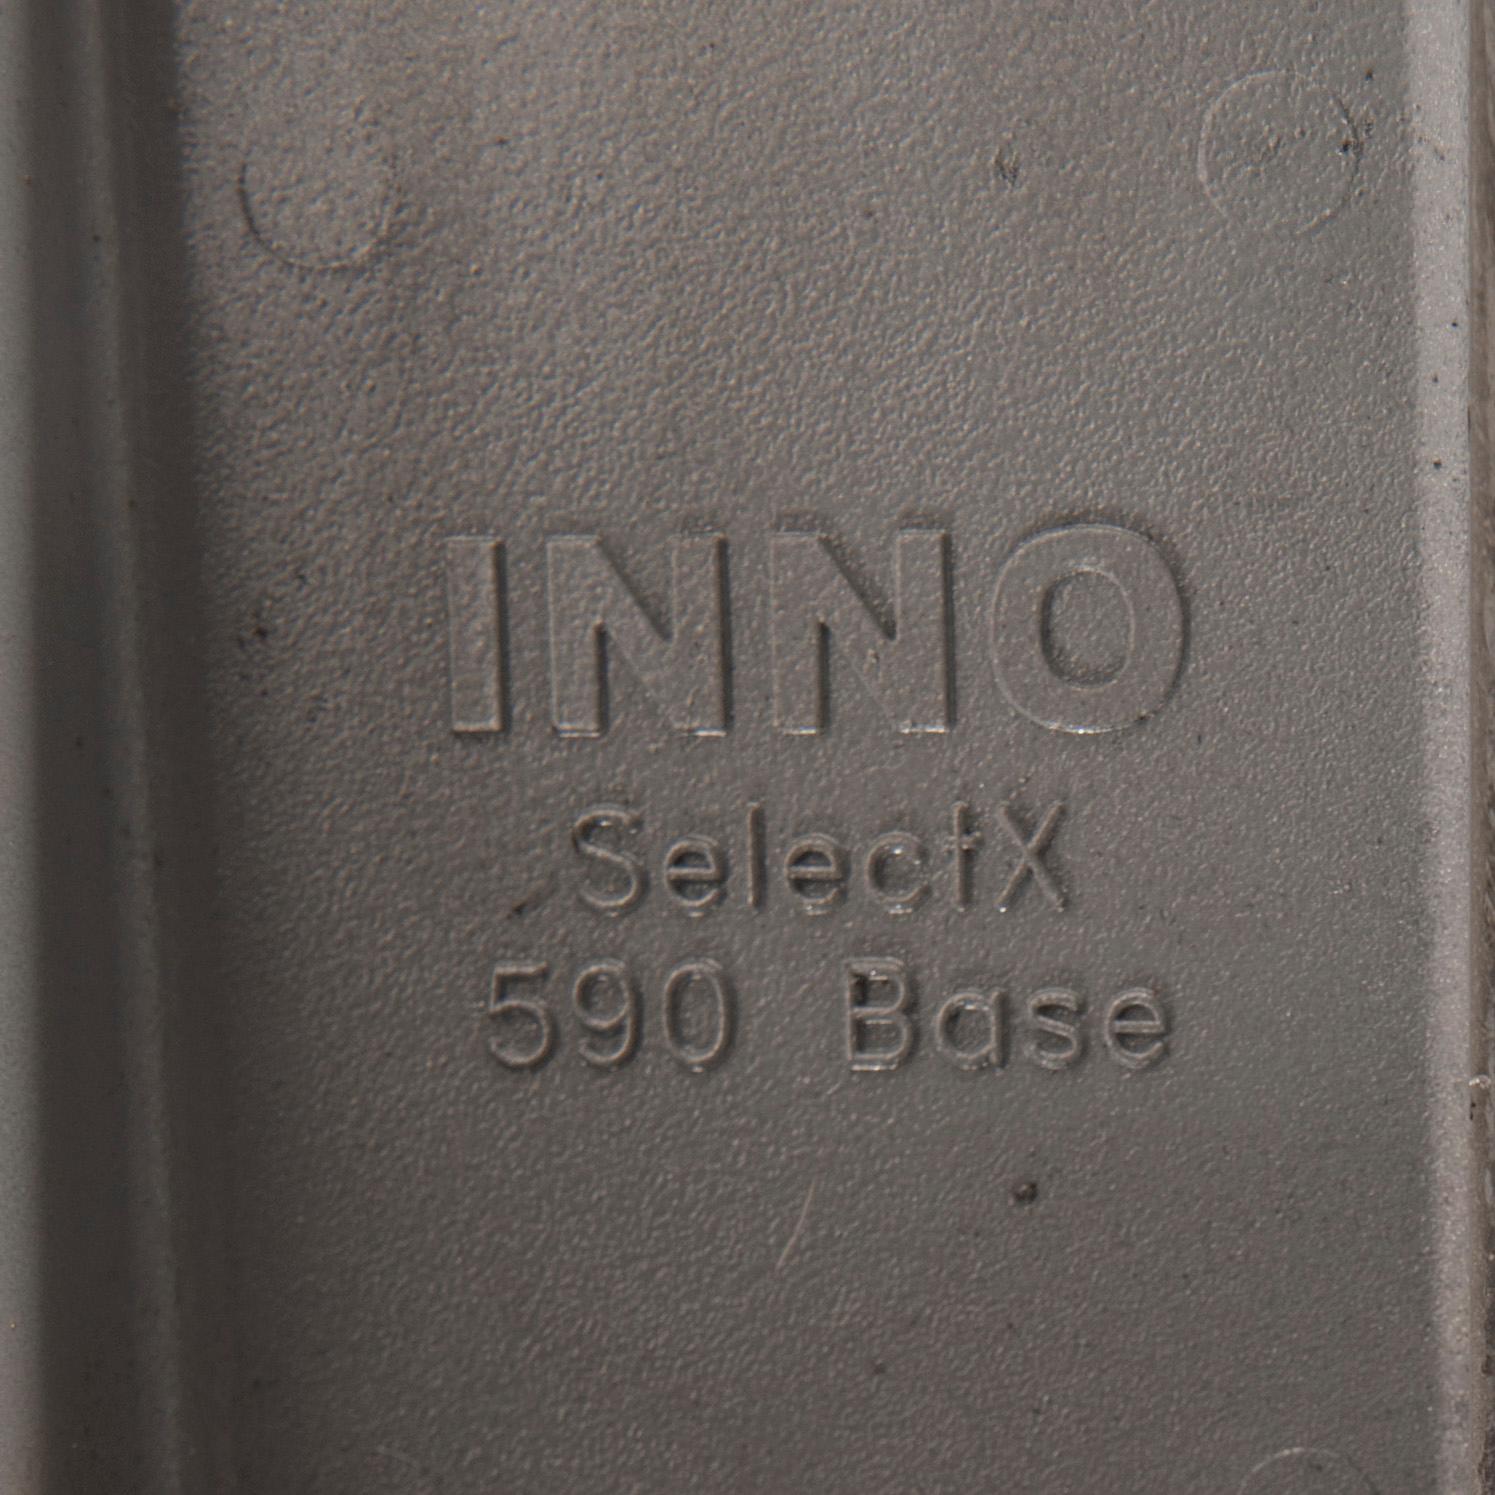 INNO
SelectX
590 Base